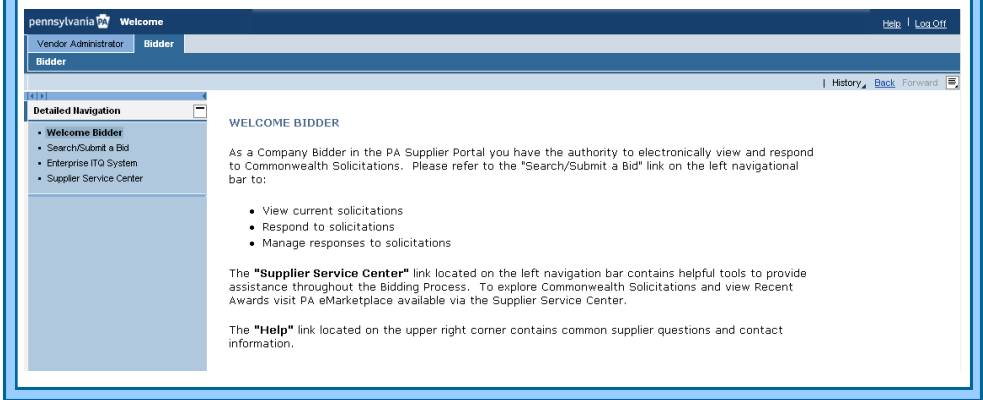 pennsylvania PA Welcome
Help | Log Off
Vendor Administrator Bidder
Bidder
| History Back Forward
Detailed Navigation
• Welcome Bidder
• Search/Submit a Bid
• Enterprise ITQ System
• Supplier Service Center
WELCOME BIDDER
As a Company Bidder in the PA Supplier Portal you have the authority to electronically view and respond
to Commonwealth Solicitations. Please refer to the "Search/Submit a Bid" link on the left navigational
bar to:
• View current solicitations
• Respond to solicitations
• Manage responses to solicitations
The "Supplier Service Center" link located on the left navigation bar contains helpful tools to provide
assistance throughout the Bidding Process. To explore Commonwealth Solicitations and view Recent
Awards visit PA eMarketplace available via the Supplier Service Center.
The "Help" link located on the upper right corner contains common supplier questions and contact
information.